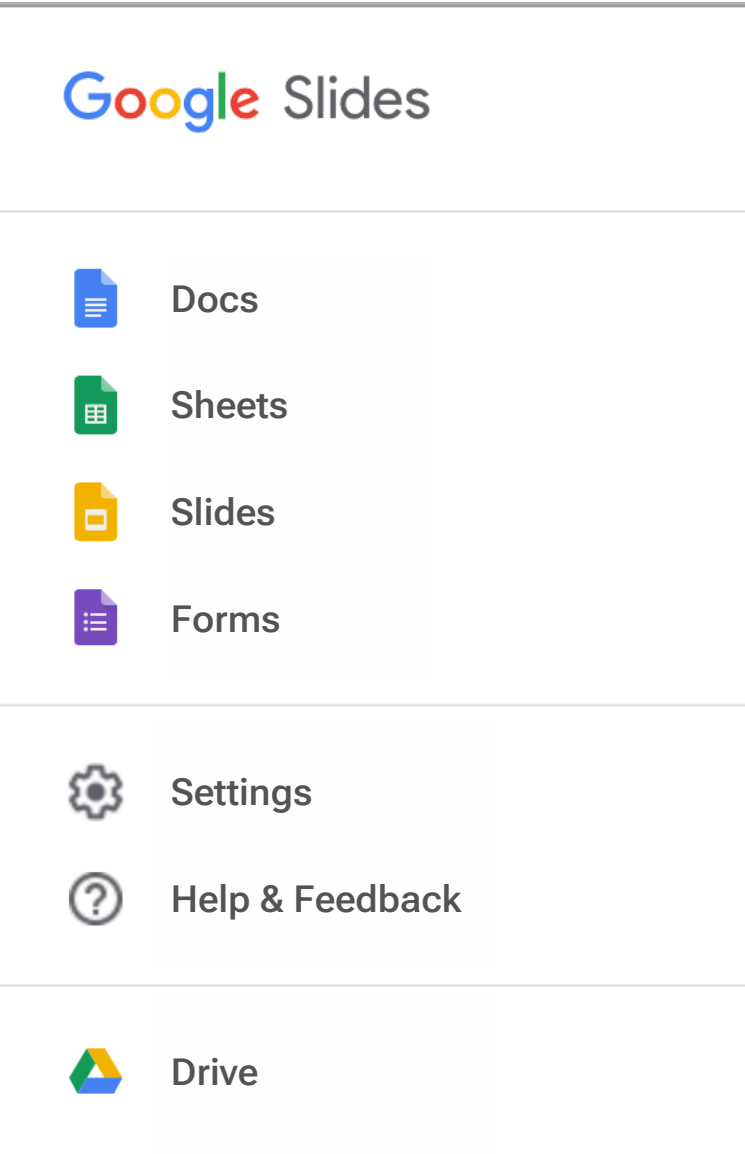 Google Slides
Docs
Sheets
Slides
Forms
Settings
Help & Feedback
Drive